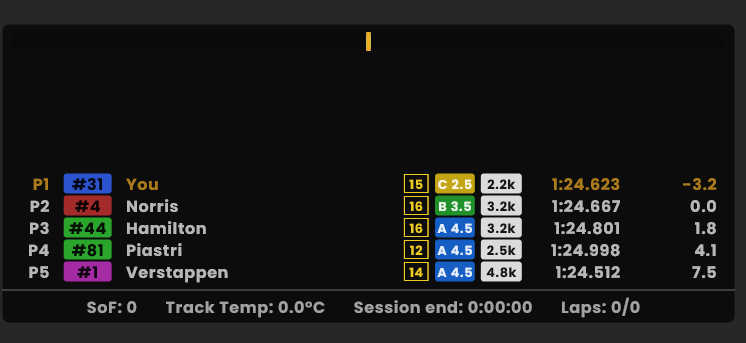 P1 #31 You 15 C 2.5 2.2k 1:24.623 -3.2
P2 #4 Norris 16 B 3.5 3.2k 1:24.667 0.0
P3 #44 Hamilton 16 A 4.5 3.2k 1:24.801 1.8
P4 #81 Piastri 12 A 4.5 2.5k 1:24.998 4.1
P5 #1 Verstappen 14 A 4.5 4.8k 1:24.512 7.5
SoF: 0 Track Temp: 0.0°C Session end: 0:00:00 Laps: 0/0